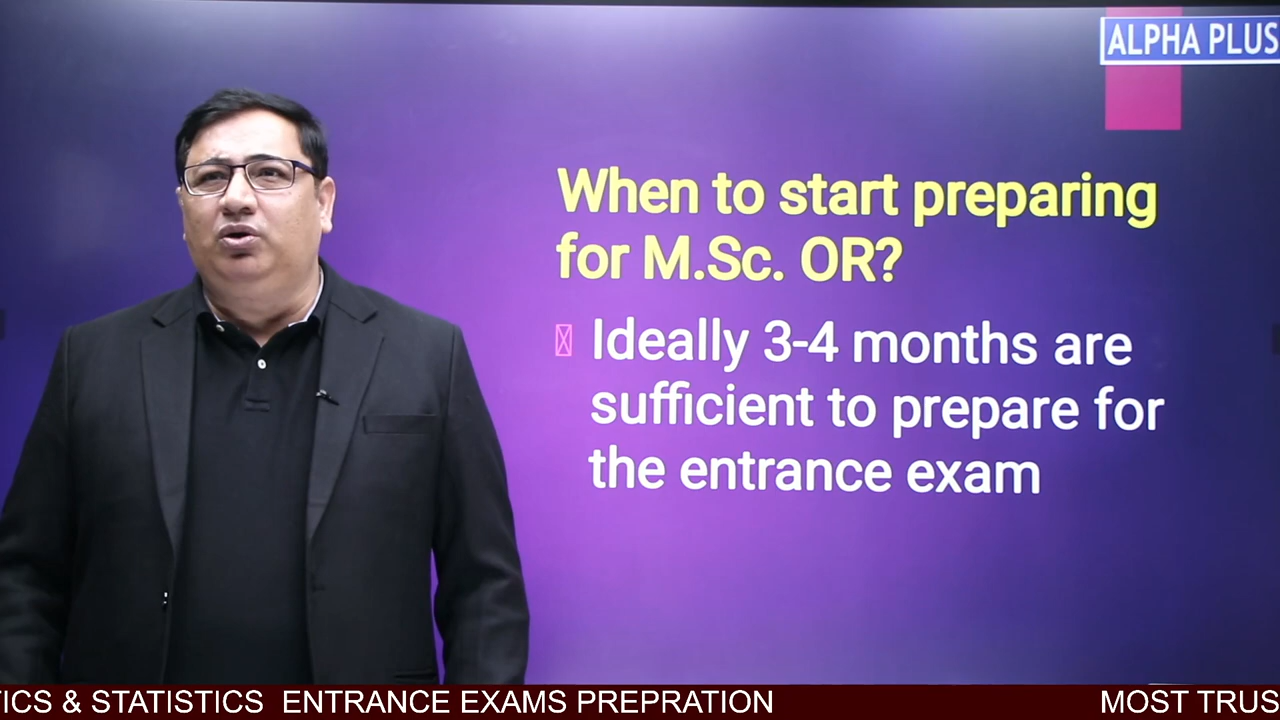 ALPHA PLUS
When to start preparing
for M.Sc. OR?
Ideally 3-4 months are
sufficient to prepare for
the entrance exam
TICS & STATISTICS ENTRANCE EXAMS PREPRATION
MOST TRUS